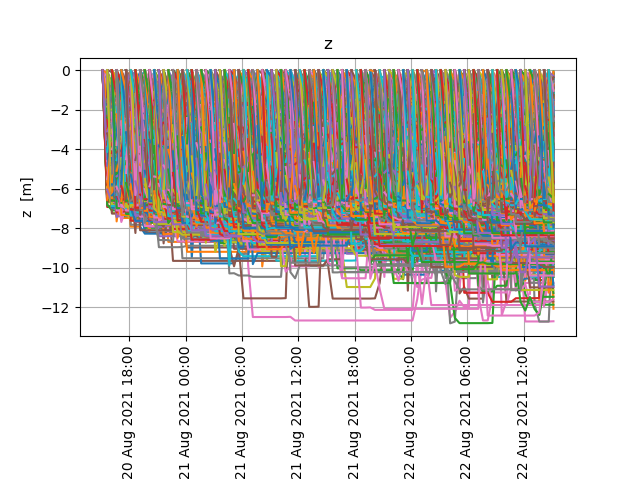 z
0
−2
−4
−6
−8
−10
−12
z [m]
20 Aug 2021 18:00
21 Aug 2021 00:00
21 Aug 2021 06:00
21 Aug 2021 12:00
21 Aug 2021 18:00
22 Aug 2021 00:00
22 Aug 2021 06:00
22 Aug 2021 12:00